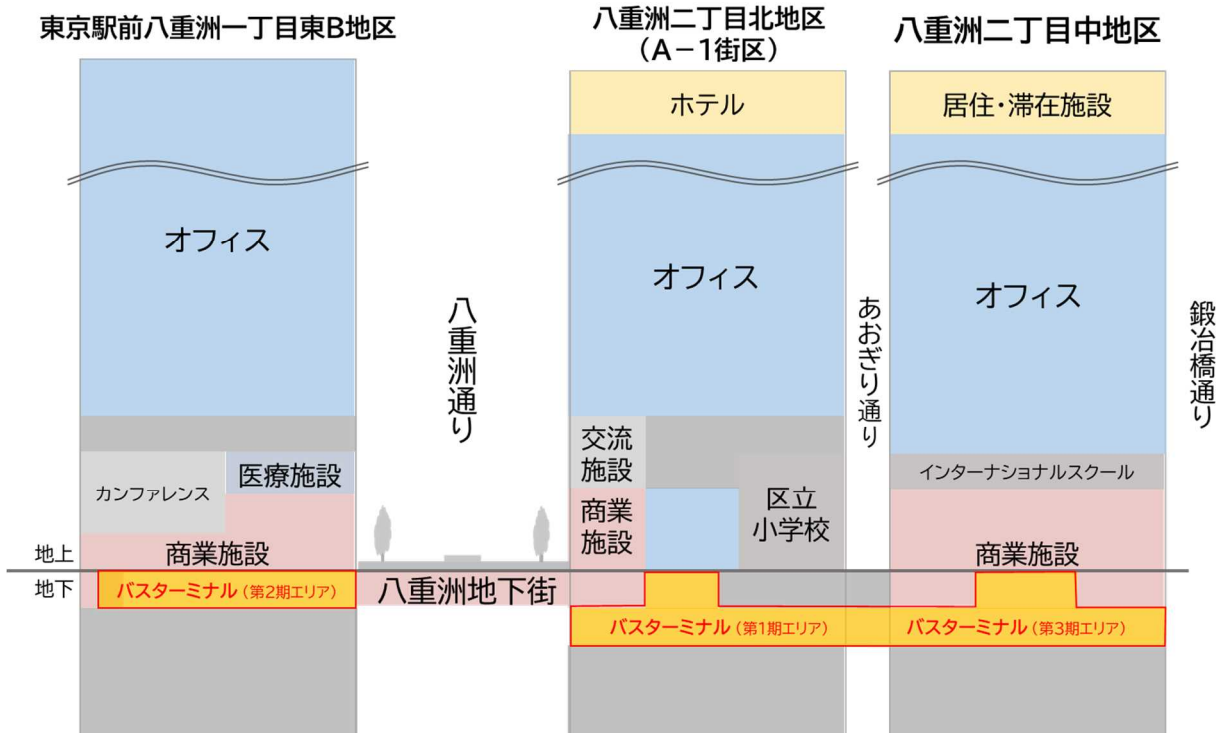 東京駅前八重洲一丁目東B地区
八重洲二丁目北地区
（A－1街区）
八重洲二丁目中地区
ホテル
居住・滞在施設
オフィス
オフィス
オフィス
八重洲通り
あおぎり通り
鍛冶橋通り
カンファレンス
医療施設
商業施設
交流
施設
商業
施設
区立
小学校
インターナショナルスクール
商業施設
地上
地下
バスターミナル（第2期エリア）
八重洲地下街
バスターミナル（第1期エリア）
バスターミナル（第3期エリア）